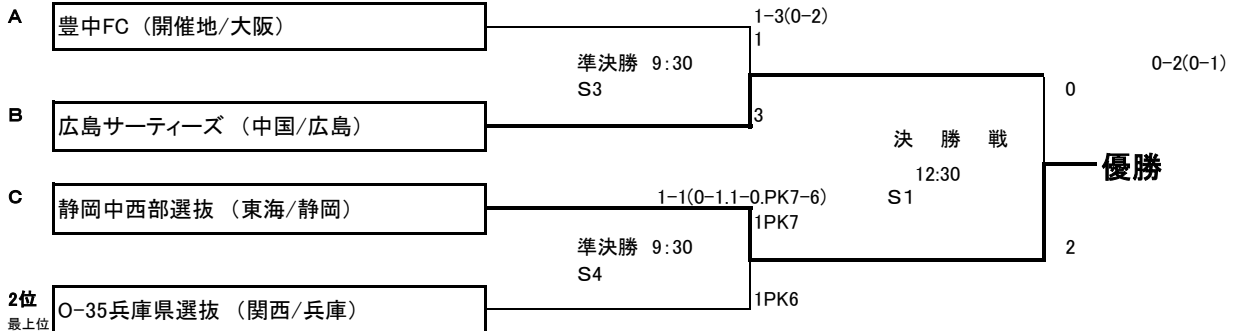 A
豊中FC (開催地/大阪)
1-3(0-2)
1
準決勝 9:30
S3
0-2(0-1)
0
B
広島サーティーズ (中国/広島)
3
決 勝 戦
12:30
優勝
C
静岡中西部選抜 (東海/静岡)
1-1(0-1.1-0.PK7-6)
S1
1PK7
準決勝 9:30
S4
2
2位
最上位
O-35兵庫県選抜 (関西/兵庫)
1PK6